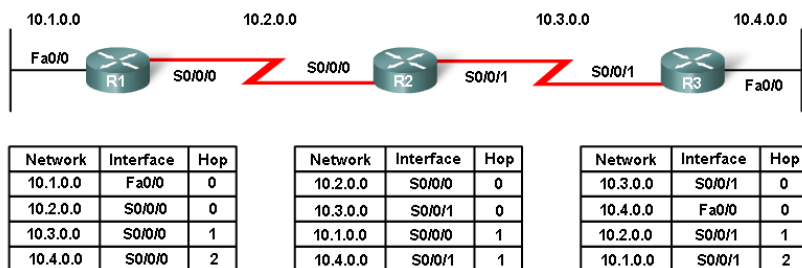 10.1.0.0 10.2.0.0 10.3.0.0 10.4.0.0
Fa0/0 R1 S0/0/0 S0/0/0 R2 S0/0/1 S0/0/1 R3 Fa0/0
Network Interface Hop
10.1.0.0 Fa0/0 0
10.2.0.0 S0/0/0 0
10.3.0.0 S0/0/0 1
10.4.0.0 S0/0/0 2
Network Interface Hop
10.2.0.0 S0/0/0 0
10.3.0.0 S0/0/1 0
10.1.0.0 S0/0/0 1
10.4.0.0 S0/0/1 1
Network Interface Hop
10.3.0.0 S0/0/1 0
10.4.0.0 Fa0/0 0
10.2.0.0 S0/0/1 1
10.1.0.0 S0/0/1 2